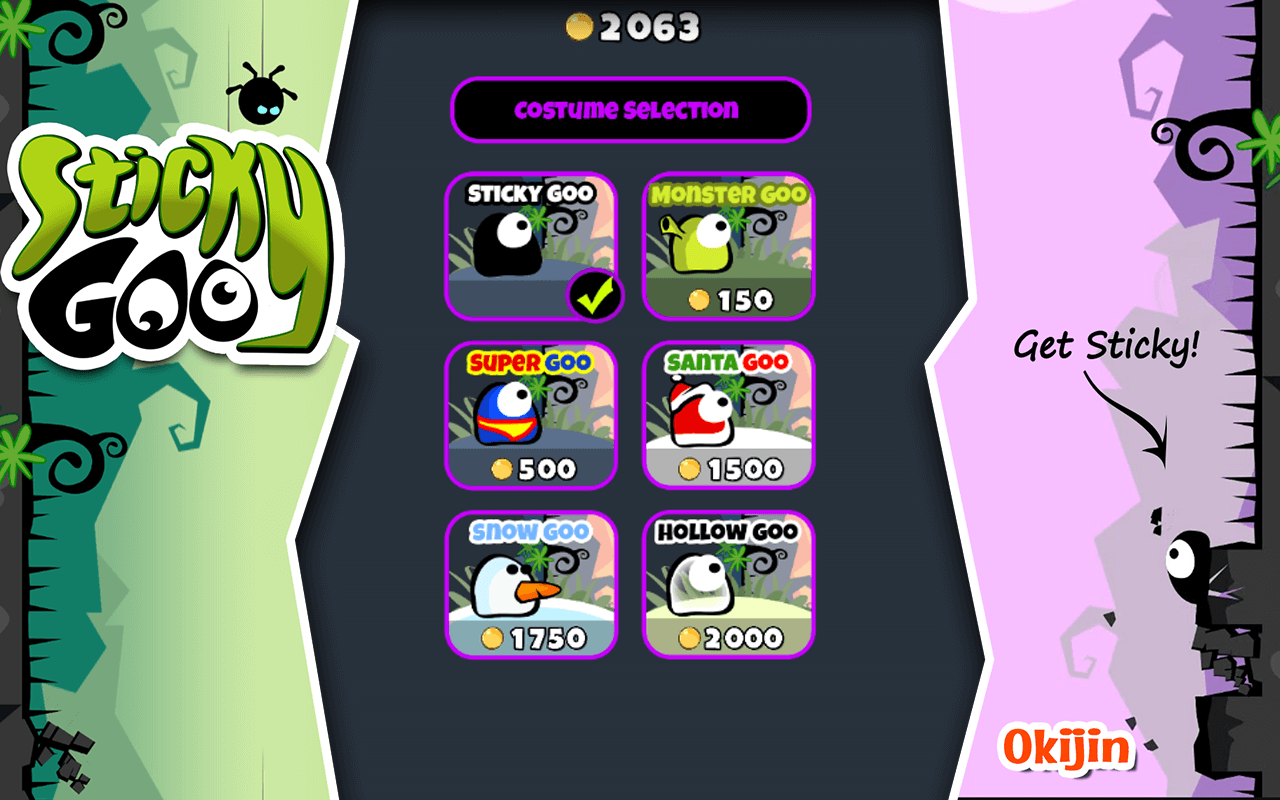 2063
COSTUME SELECTION
STICKY GOO
STICKY GOO
MONSTER GOO
150
SUPER GOO
SANTA GOO
500
1500
SNOW GOO
HOLLOW GOO
1750
2000
Get Sticky!
Okijin